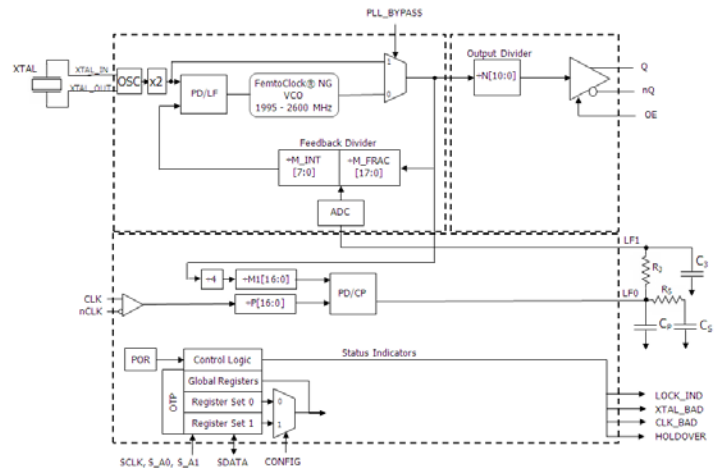 PLL_BYPASS
XTAL
XTAL_IN
XTAL_OUT
OSC
x2
PD/LF
FemtoClock® NG
VCO
1995 - 2600 MHz
1
0
Output Divider
÷N[10:0]
Q
nQ
OE
Feedback Divider
÷M_INT
[7:0]
÷M_FRAC
[17:0]
ADC
LF1
R3
C3
÷4
÷M1[16:0]
CLK
nCLK
÷P[16:0]
PD/CP
LF0
RS
CP
CS
POR
Control Logic
Status Indicators
OTP
Global Registers
Register Set 0
0
Register Set 1
1
LOCK_IND
XTAL_BAD
CLK_BAD
HOLDOVER
SCLK, S_A0, S_A1
SDATA
CONFIG